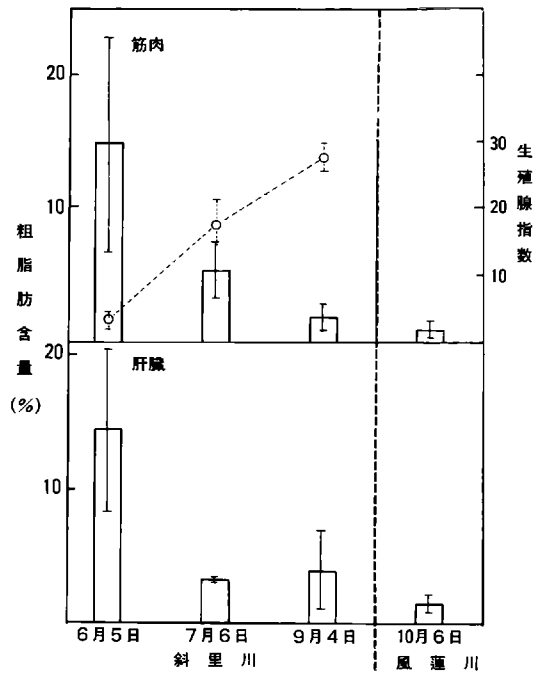 筋肉
20
10
30
20
10
生殖腺指数
粗脂肪含量
(%)
肝臓
20
10
6月5日 7月6日 9月4日 10月6日
斜里川 風蓮川